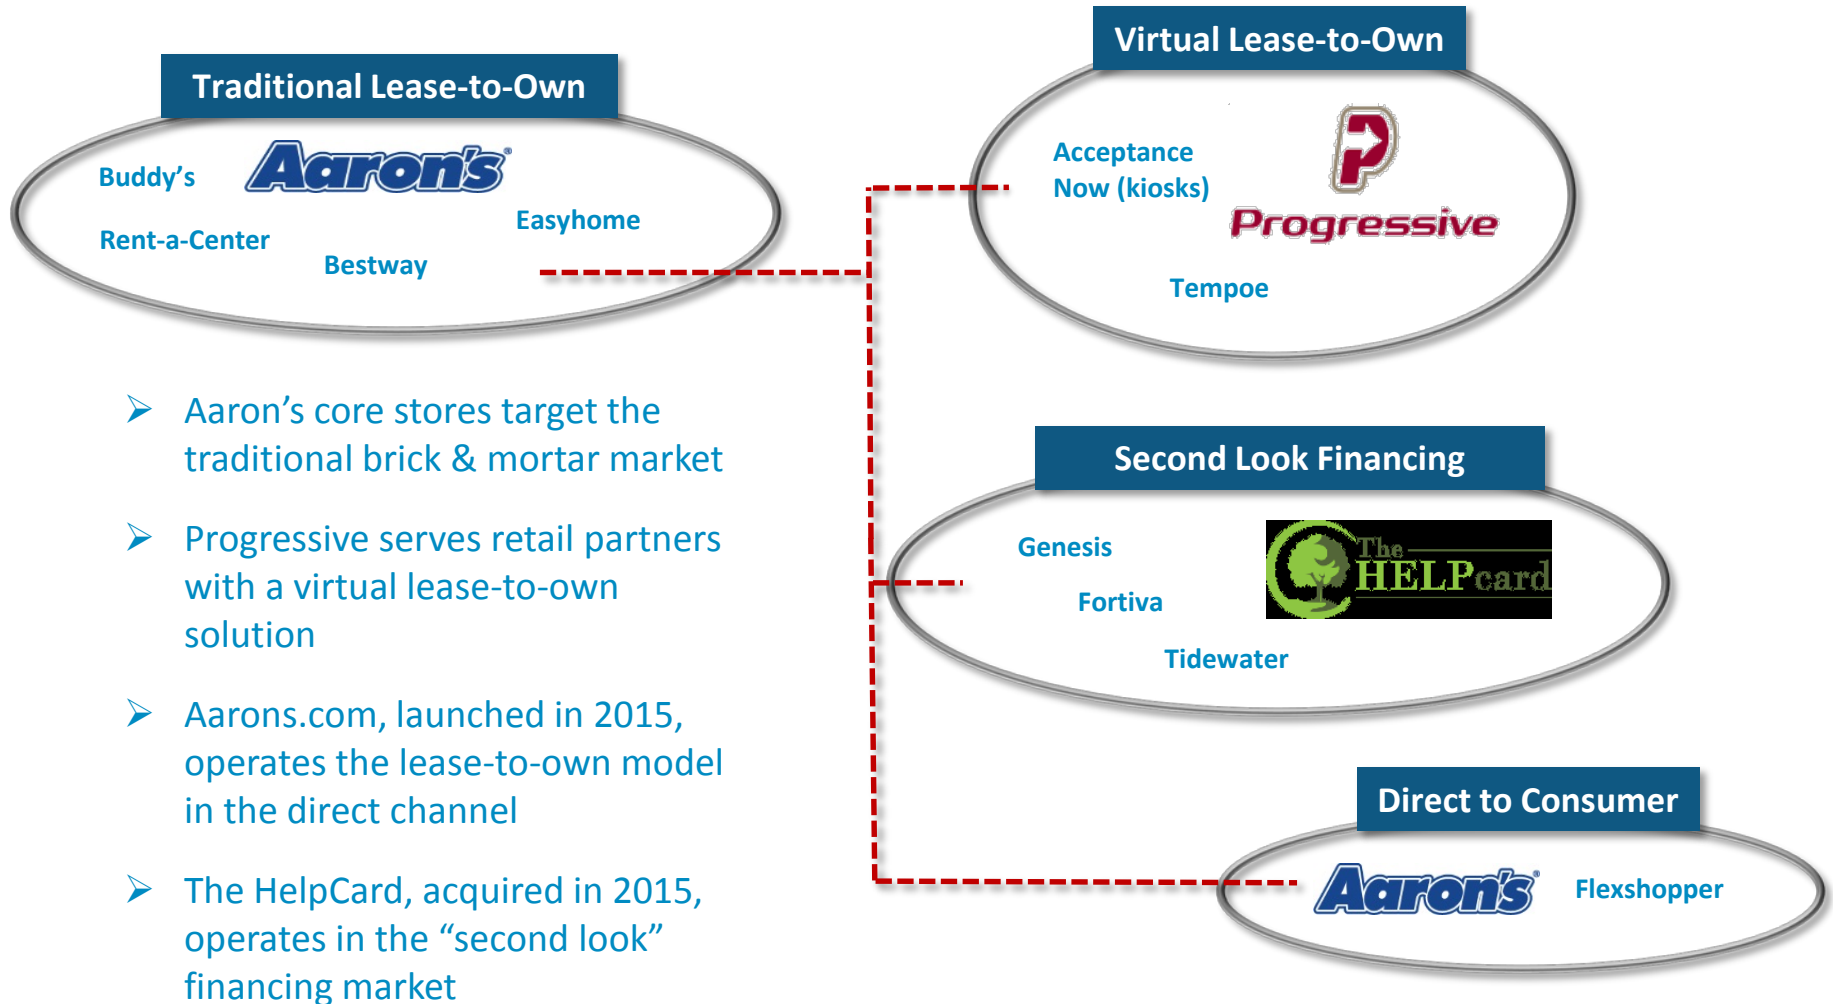 Traditional Lease-to-Own
Buddy's
Aaron's®
Easyhome
Rent-a-Center
Bestway
➢ Aaron's core stores target the
traditional brick & mortar market
➢ Progressive serves retail partners
with a virtual lease-to-own
solution
➢ Aarons.com, launched in 2015,
operates the lease-to-own model
in the direct channel
➢ The HelpCard, acquired in 2015,
operates in the “second look”
financing market
Virtual Lease-to-Own
Acceptance
Now (kiosks)
Progressive
Tempoe
Second Look Financing
Genesis
The
HELPcard
Fortiva
Tidewater
Direct to Consumer
Aaron's®
Flexshopper